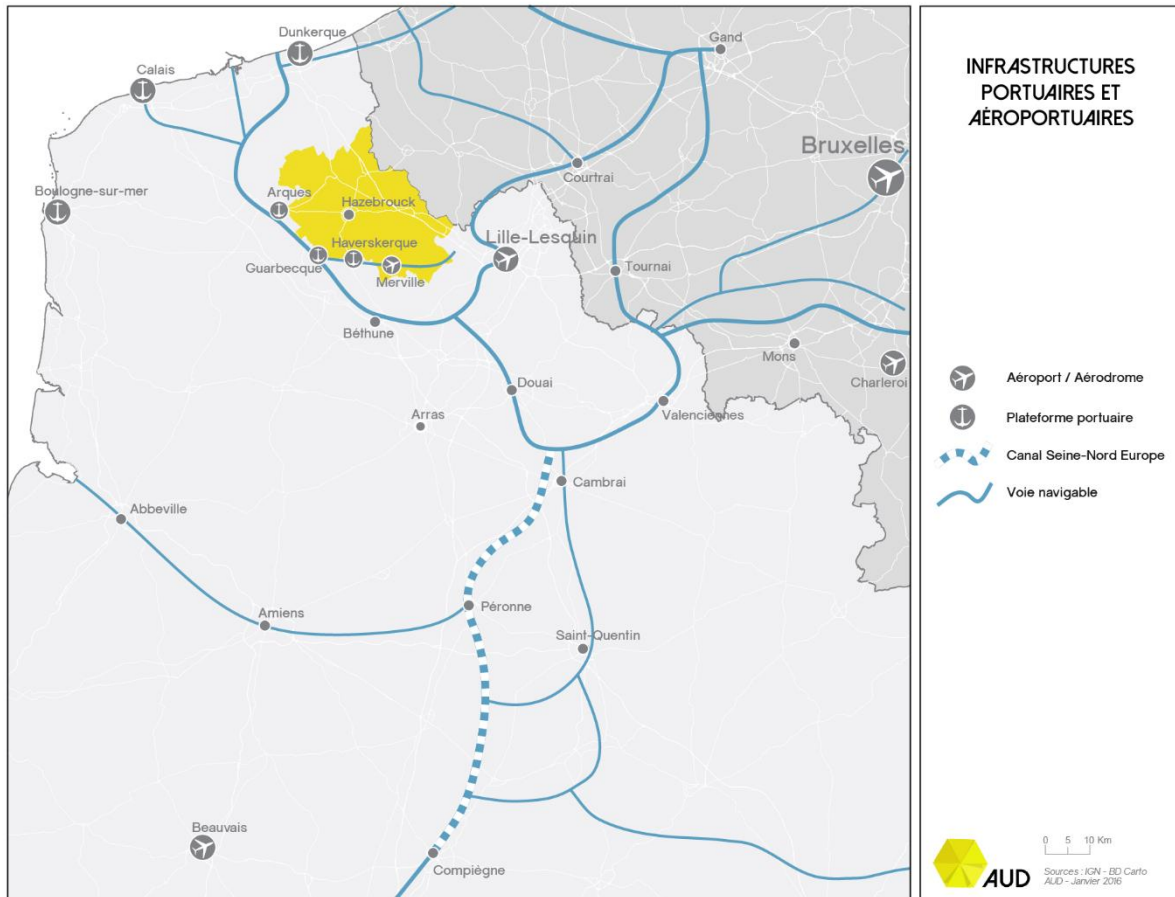 Dunkerque
Gand
Calais
Bruxelles
Courtrai
Boulogne-sur-mer
Arques
Hazebrouck
Lille-Lesquin
Haverskerque
Guarbecque
Merville
Tournai
Béthune
Mons
Charleroi
Douai
Arras
Valenciennes
Cambrai
Abbeville
Péronne
Amiens
Saint-Quentin
Beauvais
Compiègne
INFRASTRUCTURES
PORTUAIRES ET
AÉROPORTUAIRES
Aéroport / Aérodrome
Plateforme portuaire
Canal Seine-Nord Europe
Voie navigable
0 5 10 Km
AUD
Sources : IGN - BD Carto
AUD - Janvier 2016